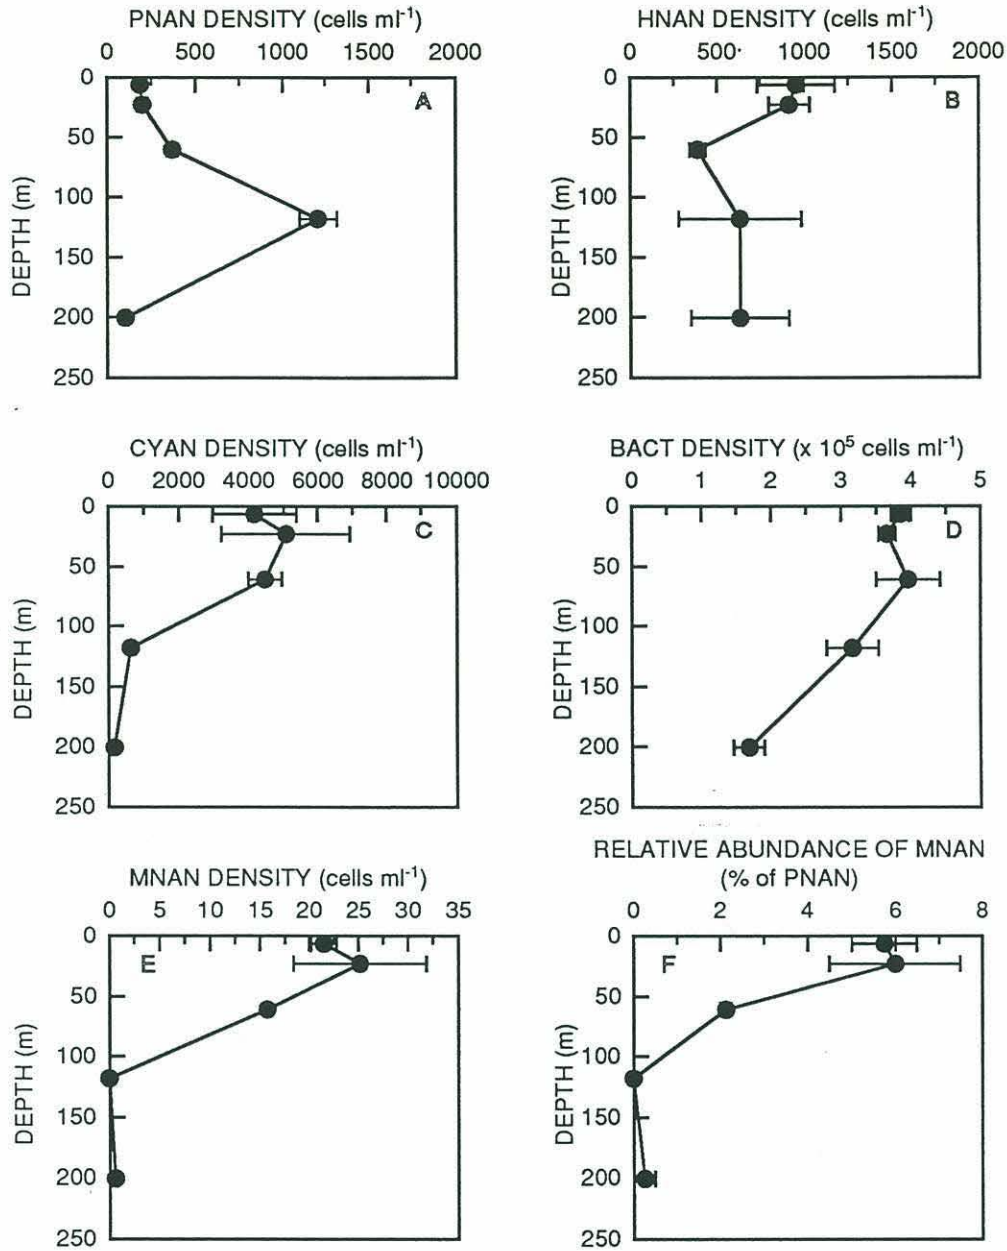 PNAN DENSITY (cells ml-1)
0 500 1000 1500 2000
0
50
100
150
200
250
DEPTH (m)
A
HNAN DENSITY (cells ml-1)
500 1000 1500 2000
0
50
100
150
200
250
DEPTH (m)
B
CYAN DENSITY (cells ml-1)
0 2000 4000 6000 8000 10000
0
50
100
150
200
250
DEPTH (m)
C
BACT DENSITY (x 10^5 cells ml-1)
0 1 2 3 4 5
0
50
100
150
200
250
DEPTH (m)
D
MNAN DENSITY (cells ml-1)
0 5 10 15 20 25 30 35
0
50
100
150
200
250
DEPTH (m)
E
RELATIVE ABUNDANCE OF MNAN
(% of PNAN)
0 2 4 6 8
0
50
100
150
200
250
DEPTH (m)
F